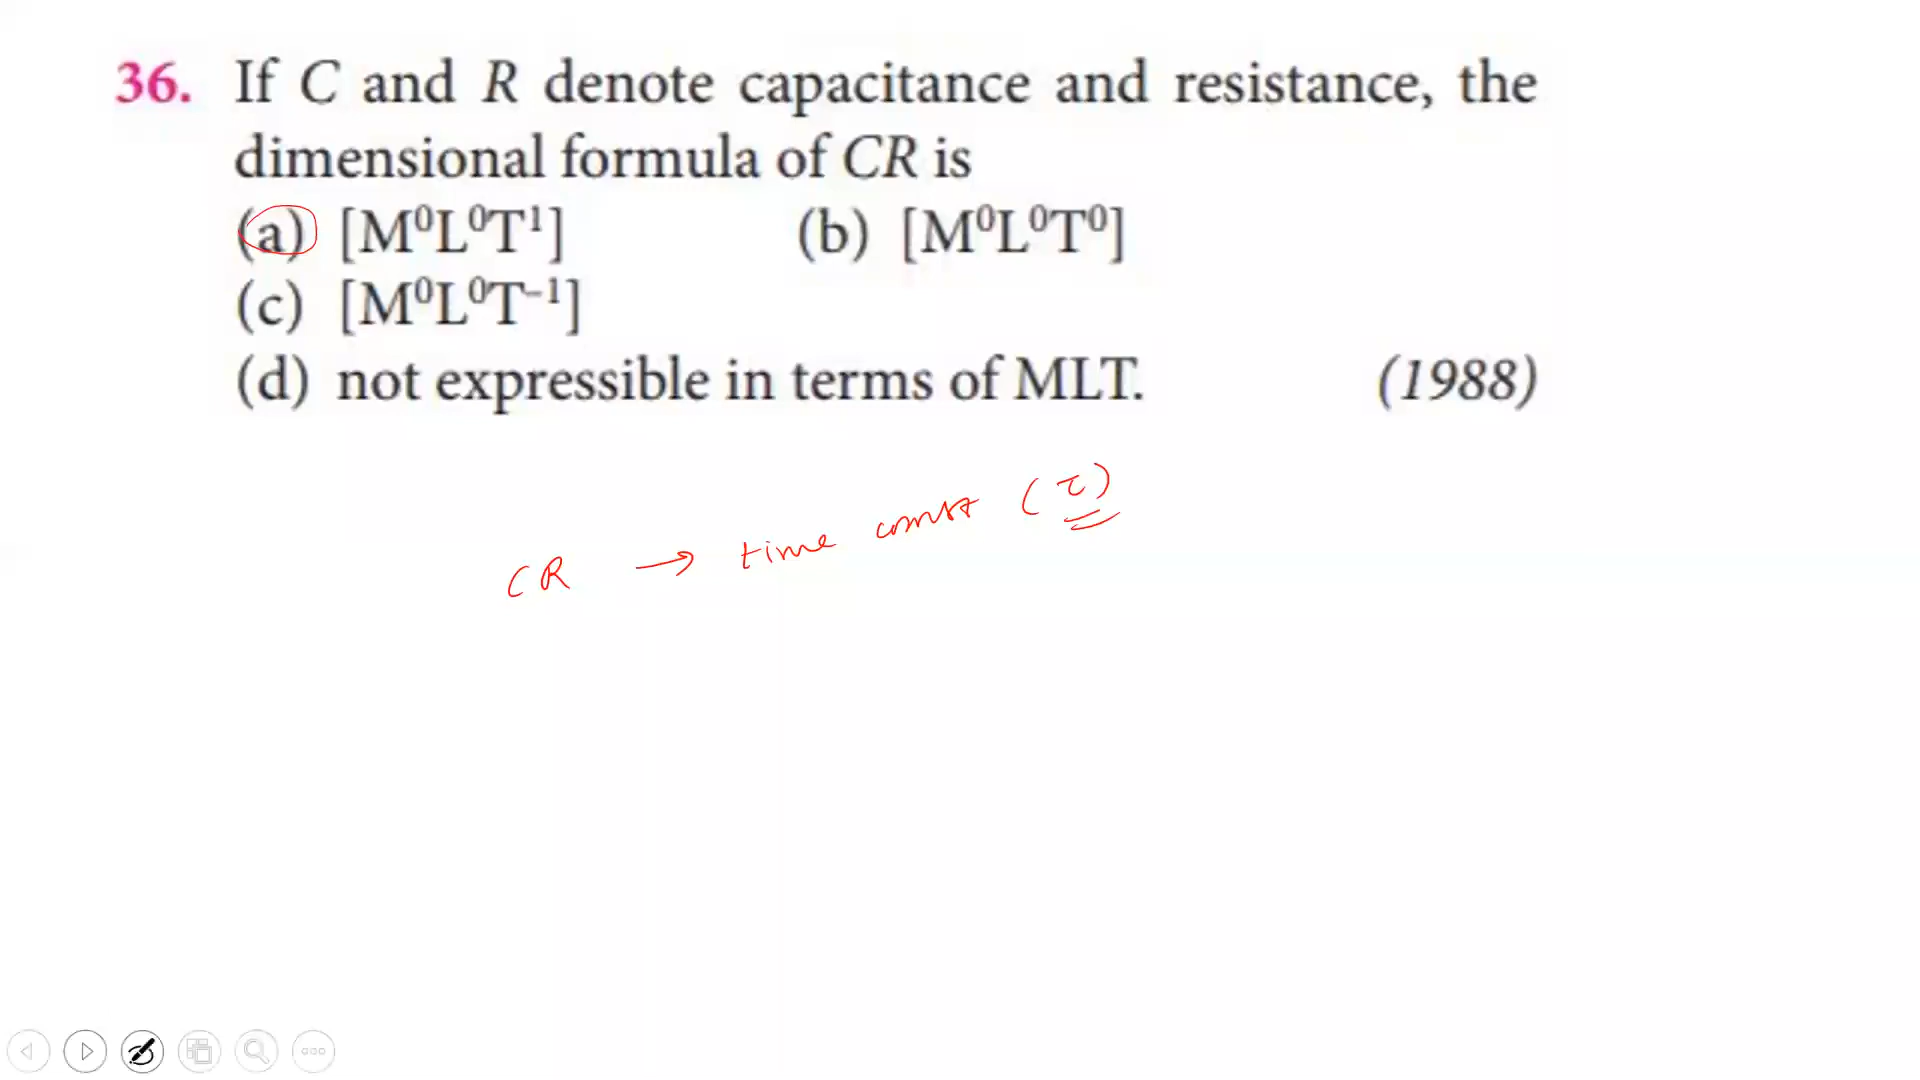 36. If C and R denote capacitance and resistance, the
dimensional formula of CR is
(a) [M⁰L⁰T¹] (b) [M⁰L⁰T⁰]
(c) [M⁰L⁰T⁻¹]
(d) not expressible in terms of MLT. (1988)
CR → time const (τ)